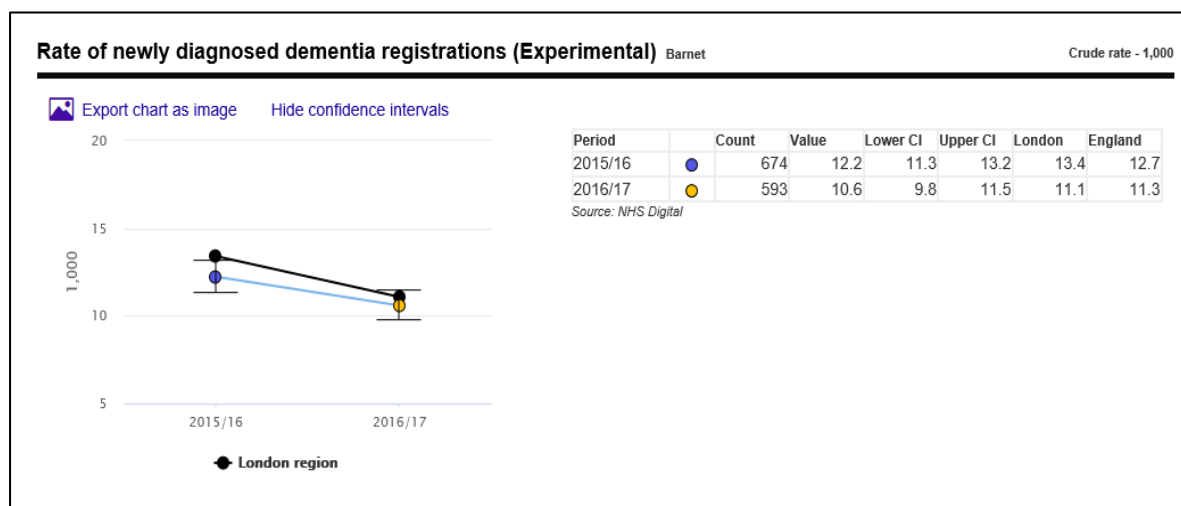 Rate of newly diagnosed dementia registrations (Experimental) Barnet Crude rate - 1,000
Export chart as image Hide confidence intervals
20
15
1,000
10
5
2015/16 2016/17
London region
Period Count Value Lower CI Upper CI London England
2015/16 674 12.2 11.3 13.2 13.4 12.7
2016/17 593 10.6 9.8 11.5 11.1 11.3
Source: NHS Digital